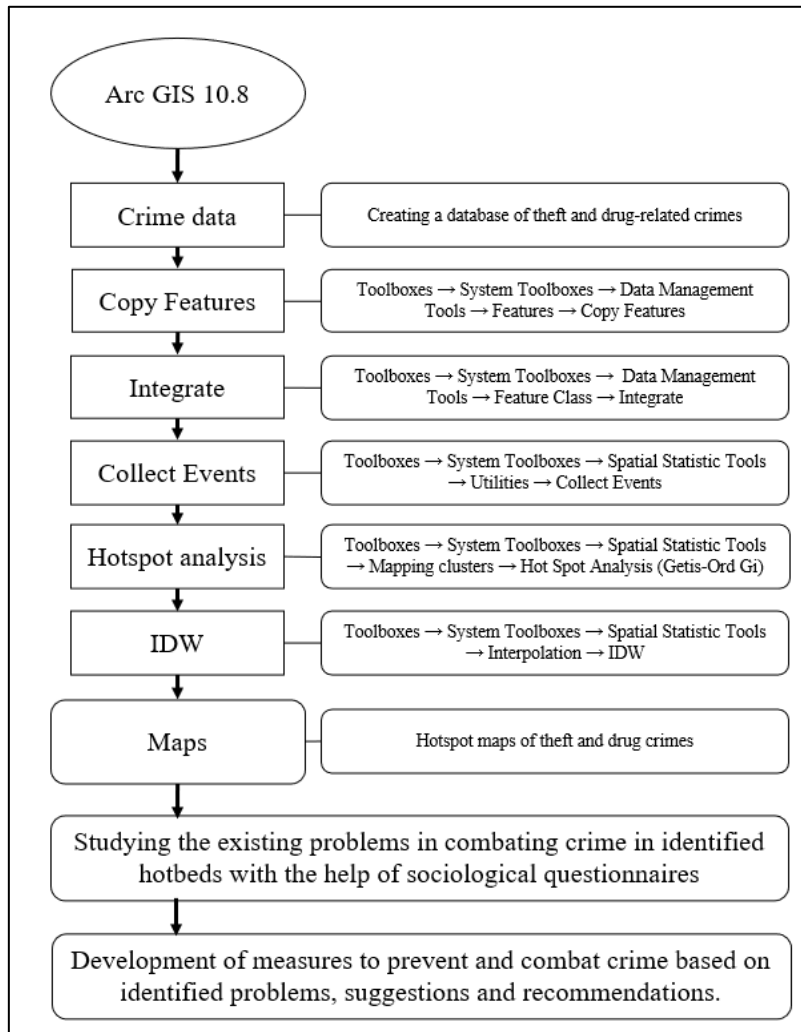 Arc GIS 10.8
Crime data
Creating a database of theft and drug-related crimes
Copy Features
Toolboxes → System Toolboxes → Data Management
Tools → Features → Copy Features
Integrate
Toolboxes → System Toolboxes → Data Management
Tools → Feature Class → Integrate
Collect Events
Toolboxes → System Toolboxes → Spatial Statistic Tools
→ Utilities → Collect Events
Hotspot analysis
Toolboxes → System Toolboxes → Spatial Statistic Tools
→ Mapping clusters → Hot Spot Analysis (Getis-Ord Gi)
IDW
Toolboxes → System Toolboxes → Spatial Statistic Tools
→ Interpolation → IDW
Maps
Hotspot maps of theft and drug crimes
Studying the existing problems in combating crime in identified
hotbeds with the help of sociological questionnaires
Development of measures to prevent and combat crime based on
identified problems, suggestions and recommendations.